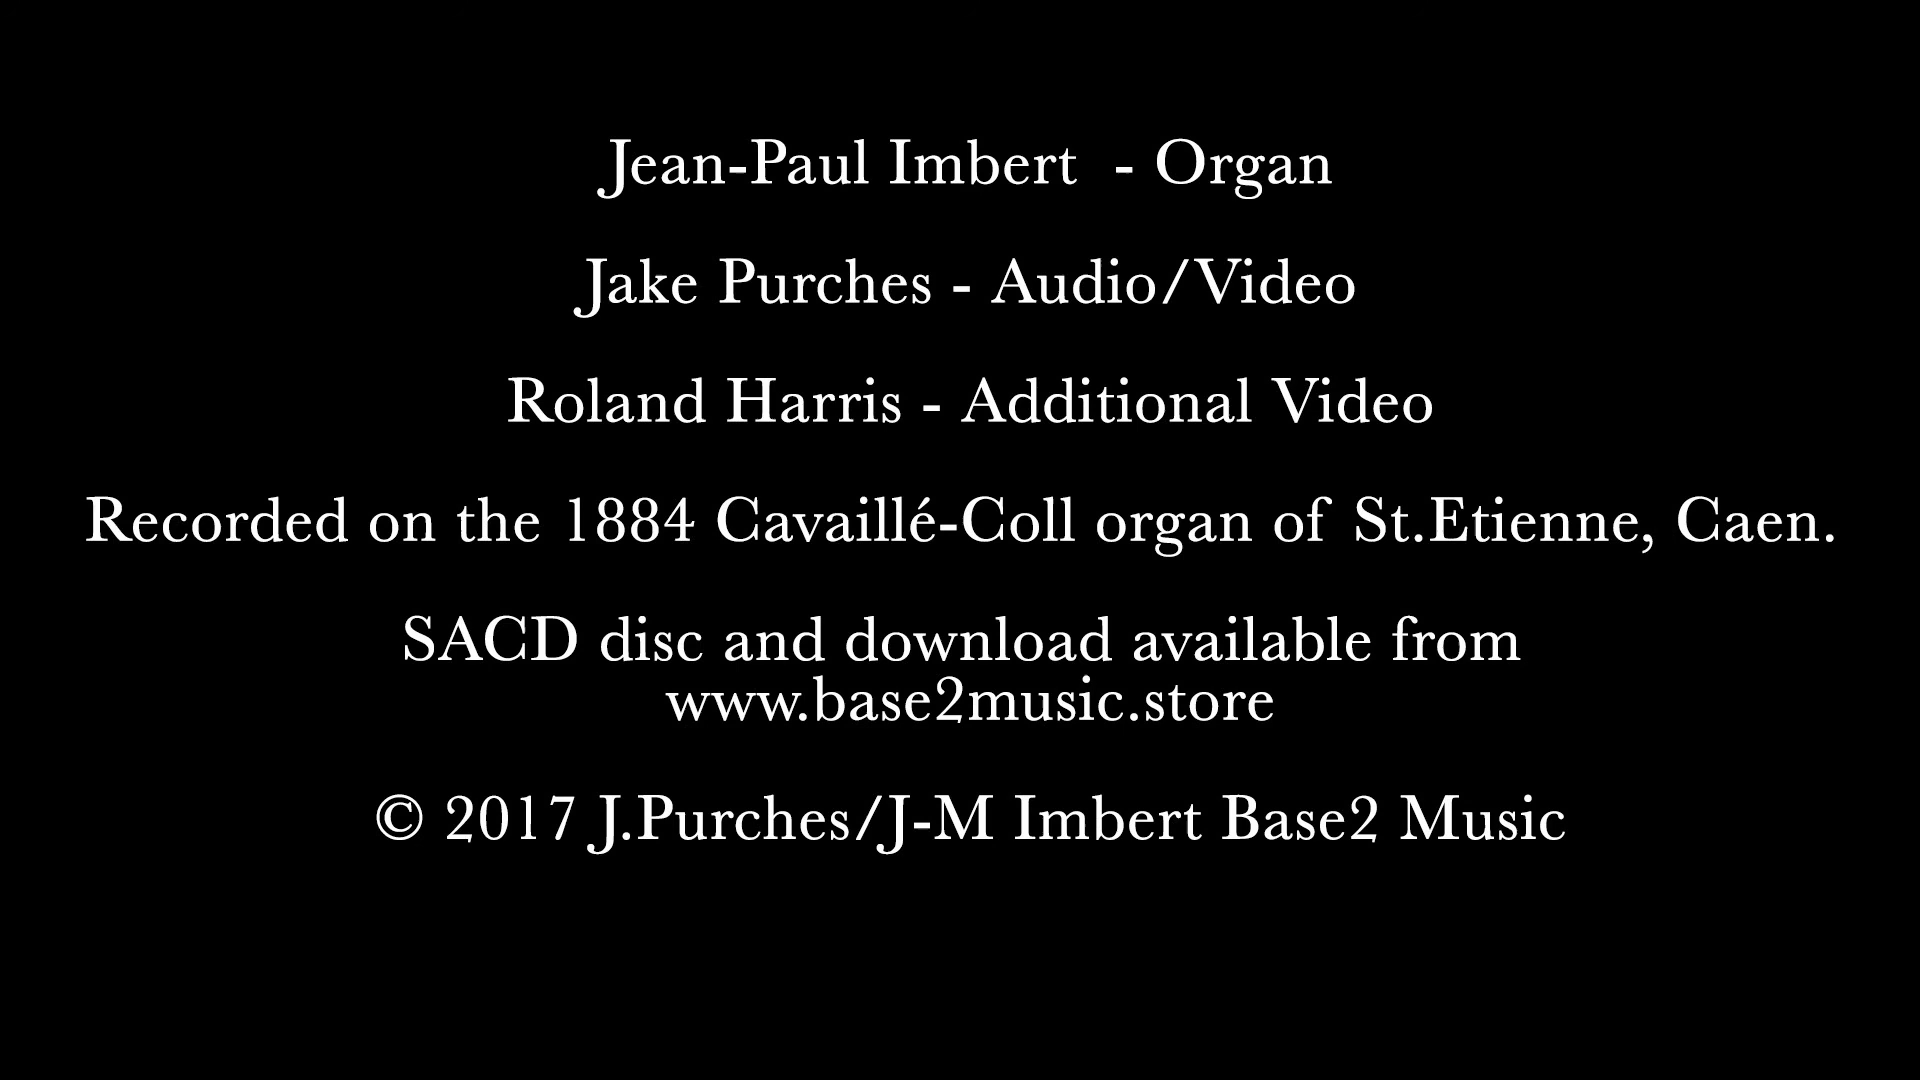 Jean-Paul Imbert  - Organ
Jake Purches - Audio/Video
Roland Harris - Additional Video
Recorded on the 1884 Cavaillé-Coll organ of St.Etienne, Caen.
SACD disc and download available from
www.base2music.store
© 2017 J.Purches/J-M Imbert Base2 Music